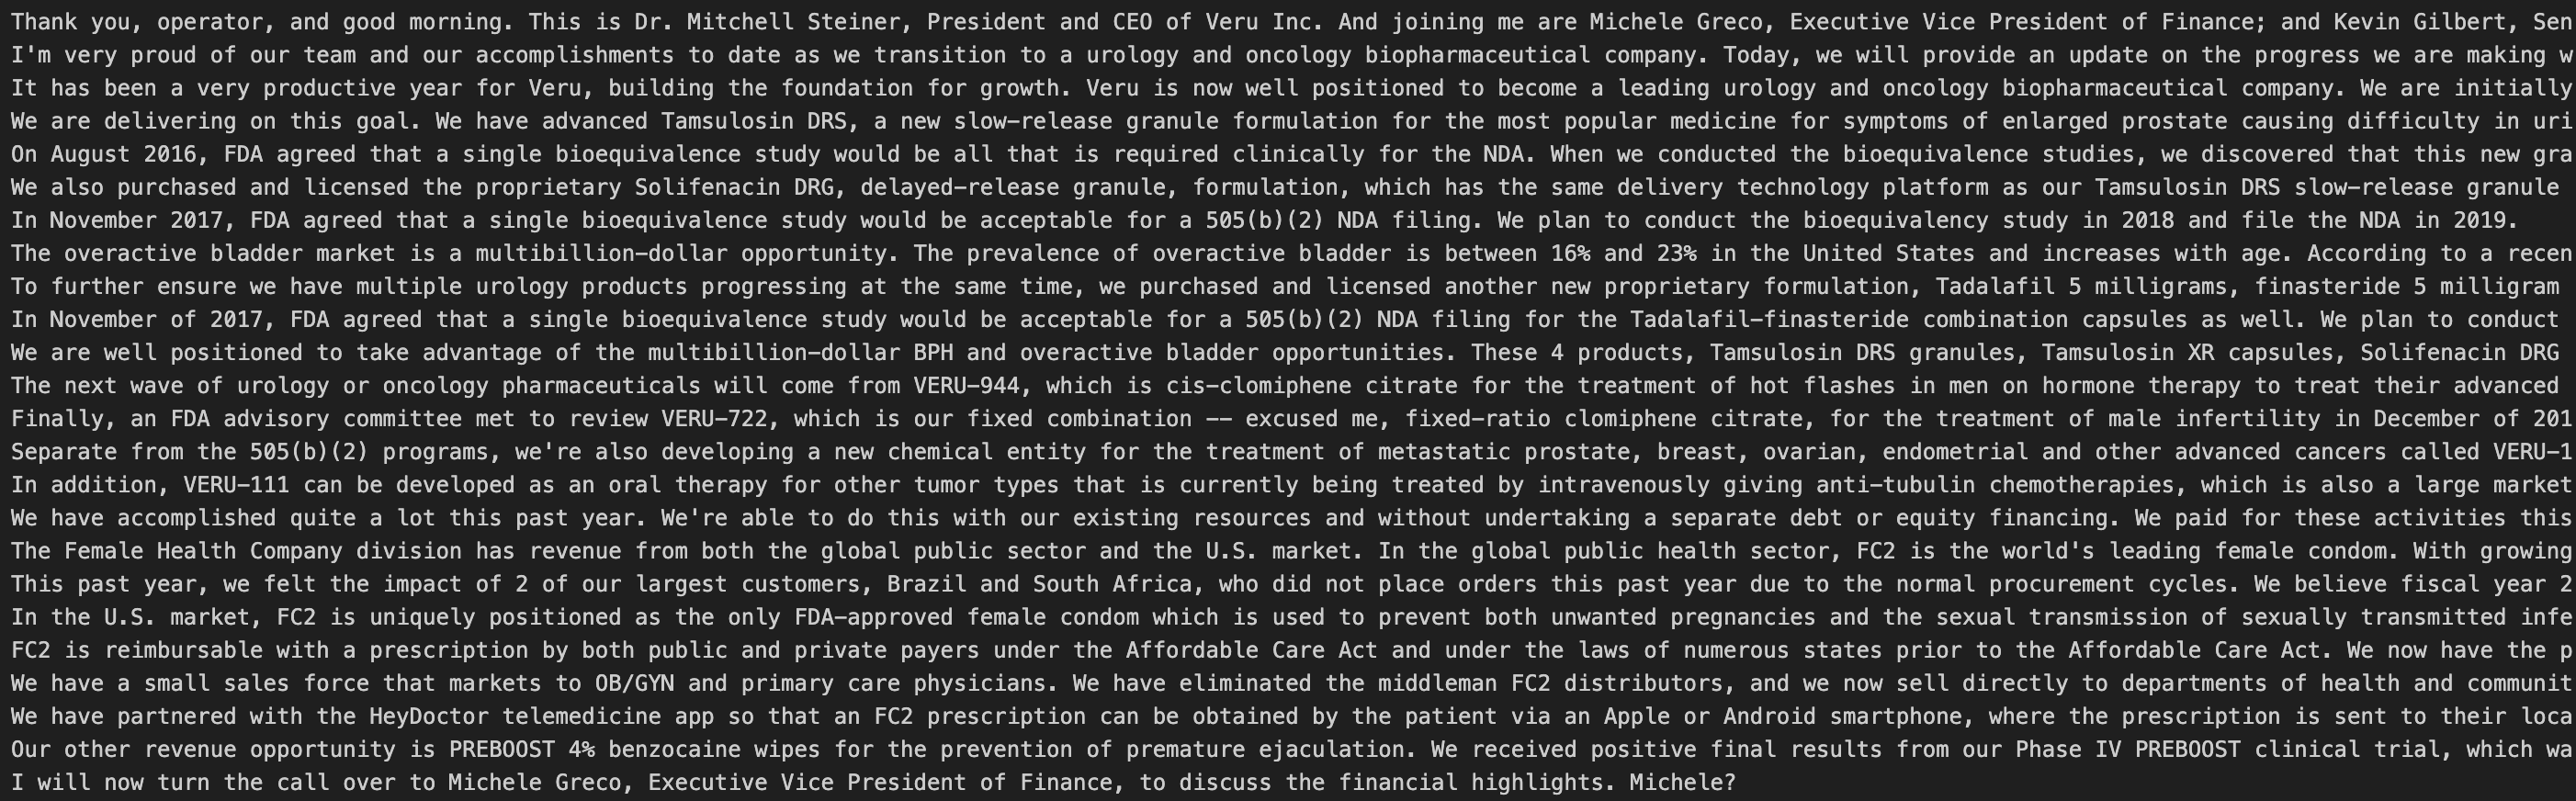 Thank you, operator, and good morning. This is Dr. Mitchell Steiner, President and CEO of Veru Inc. And joining me are Michele Greco, Executive Vice President of Finance; and Kevin Gilbert, Sen
I'm very proud of our team and our accomplishments to date as we transition to a urology and oncology biopharmaceutical company. Today, we will provide an update on the progress we are making w
It has been a very productive year for Veru, building the foundation for growth. Veru is now well positioned to become a leading urology and oncology biopharmaceutical company. We are initially
We are delivering on this goal. We have advanced Tamsulosin DRS, a new slow-release granule formulation for the most popular medicine for symptoms of enlarged prostate causing difficulty in uri
On August 2016, FDA agreed that a single bioequivalence study would be all that is required clinically for the NDA. When we conducted the bioequivalence studies, we discovered that this new gra
We also purchased and licensed the proprietary Solifenacin DRG, delayed-release granule, formulation, which has the same delivery technology platform as our Tamsulosin DRS slow-release granule
In November 2017, FDA agreed that a single bioequivalence study would be acceptable for a 505(b)(2) NDA filing. We plan to conduct the bioequivalency study in 2018 and file the NDA in 2019.
The overactive bladder market is a multibillion-dollar opportunity. The prevalence of overactive bladder is between 16% and 23% in the United States and increases with age. According to a recen
To further ensure we have multiple urology products progressing at the same time, we purchased and licensed another new proprietary formulation, Tadalafil 5 milligrams, finasteride 5 milligram
In November of 2017, FDA agreed that a single bioequivalence study would be acceptable for a 505(b)(2) NDA filing for the Tadalafil-finasteride combination capsules as well. We plan to conduct
We are well positioned to take advantage of the multibillion-dollar BPH and overactive bladder opportunities. These 4 products, Tamsulosin DRS granules, Tamsulosin XR capsules, Solifenacin DRG
The next wave of urology or oncology pharmaceuticals will come from VERU-944, which is cis-clomiphene citrate for the treatment of hot flashes in men on hormone therapy to treat their advanced
Finally, an FDA advisory committee met to review VERU-722, which is our fixed combination -- excused me, fixed-ratio clomiphene citrate, for the treatment of male infertility in December of 201
Separate from the 505(b)(2) programs, we're also developing a new chemical entity for the treatment of metastatic prostate, breast, ovarian, endometrial and other advanced cancers called VERU-1
In addition, VERU-111 can be developed as an oral therapy for other tumor types that is currently being treated by intravenously giving anti-tubulin chemotherapies, which is also a large market
We have accomplished quite a lot this past year. We're able to do this with our existing resources and without undertaking a separate debt or equity financing. We paid for these activities this
The Female Health Company division has revenue from both the global public sector and the U.S. market. In the global public health sector, FC2 is the world's leading female condom. With growing
This past year, we felt the impact of 2 of our largest customers, Brazil and South Africa, who did not place orders this past year due to the normal procurement cycles. We believe fiscal year 2
In the U.S. market, FC2 is uniquely positioned as the only FDA-approved female condom which is used to prevent both unwanted pregnancies and the sexual transmission of sexually transmitted infe
FC2 is reimbursable with a prescription by both public and private payers under the Affordable Care Act and under the laws of numerous states prior to the Affordable Care Act. We now have the p
We have a small sales force that markets to OB/GYN and primary care physicians. We have eliminated the middleman FC2 distributors, and we now sell directly to departments of health and communit
We have partnered with the HeyDoctor telemedicine app so that an FC2 prescription can be obtained by the patient via an Apple or Android smartphone, where the prescription is sent to their loca
Our other revenue opportunity is PREBOOST 4% benzocaine wipes for the prevention of premature ejaculation. We received positive final results from our Phase IV PREBOOST clinical trial, which wa
I will now turn the call over to Michele Greco, Executive Vice President of Finance, to discuss the financial highlights. Michele?